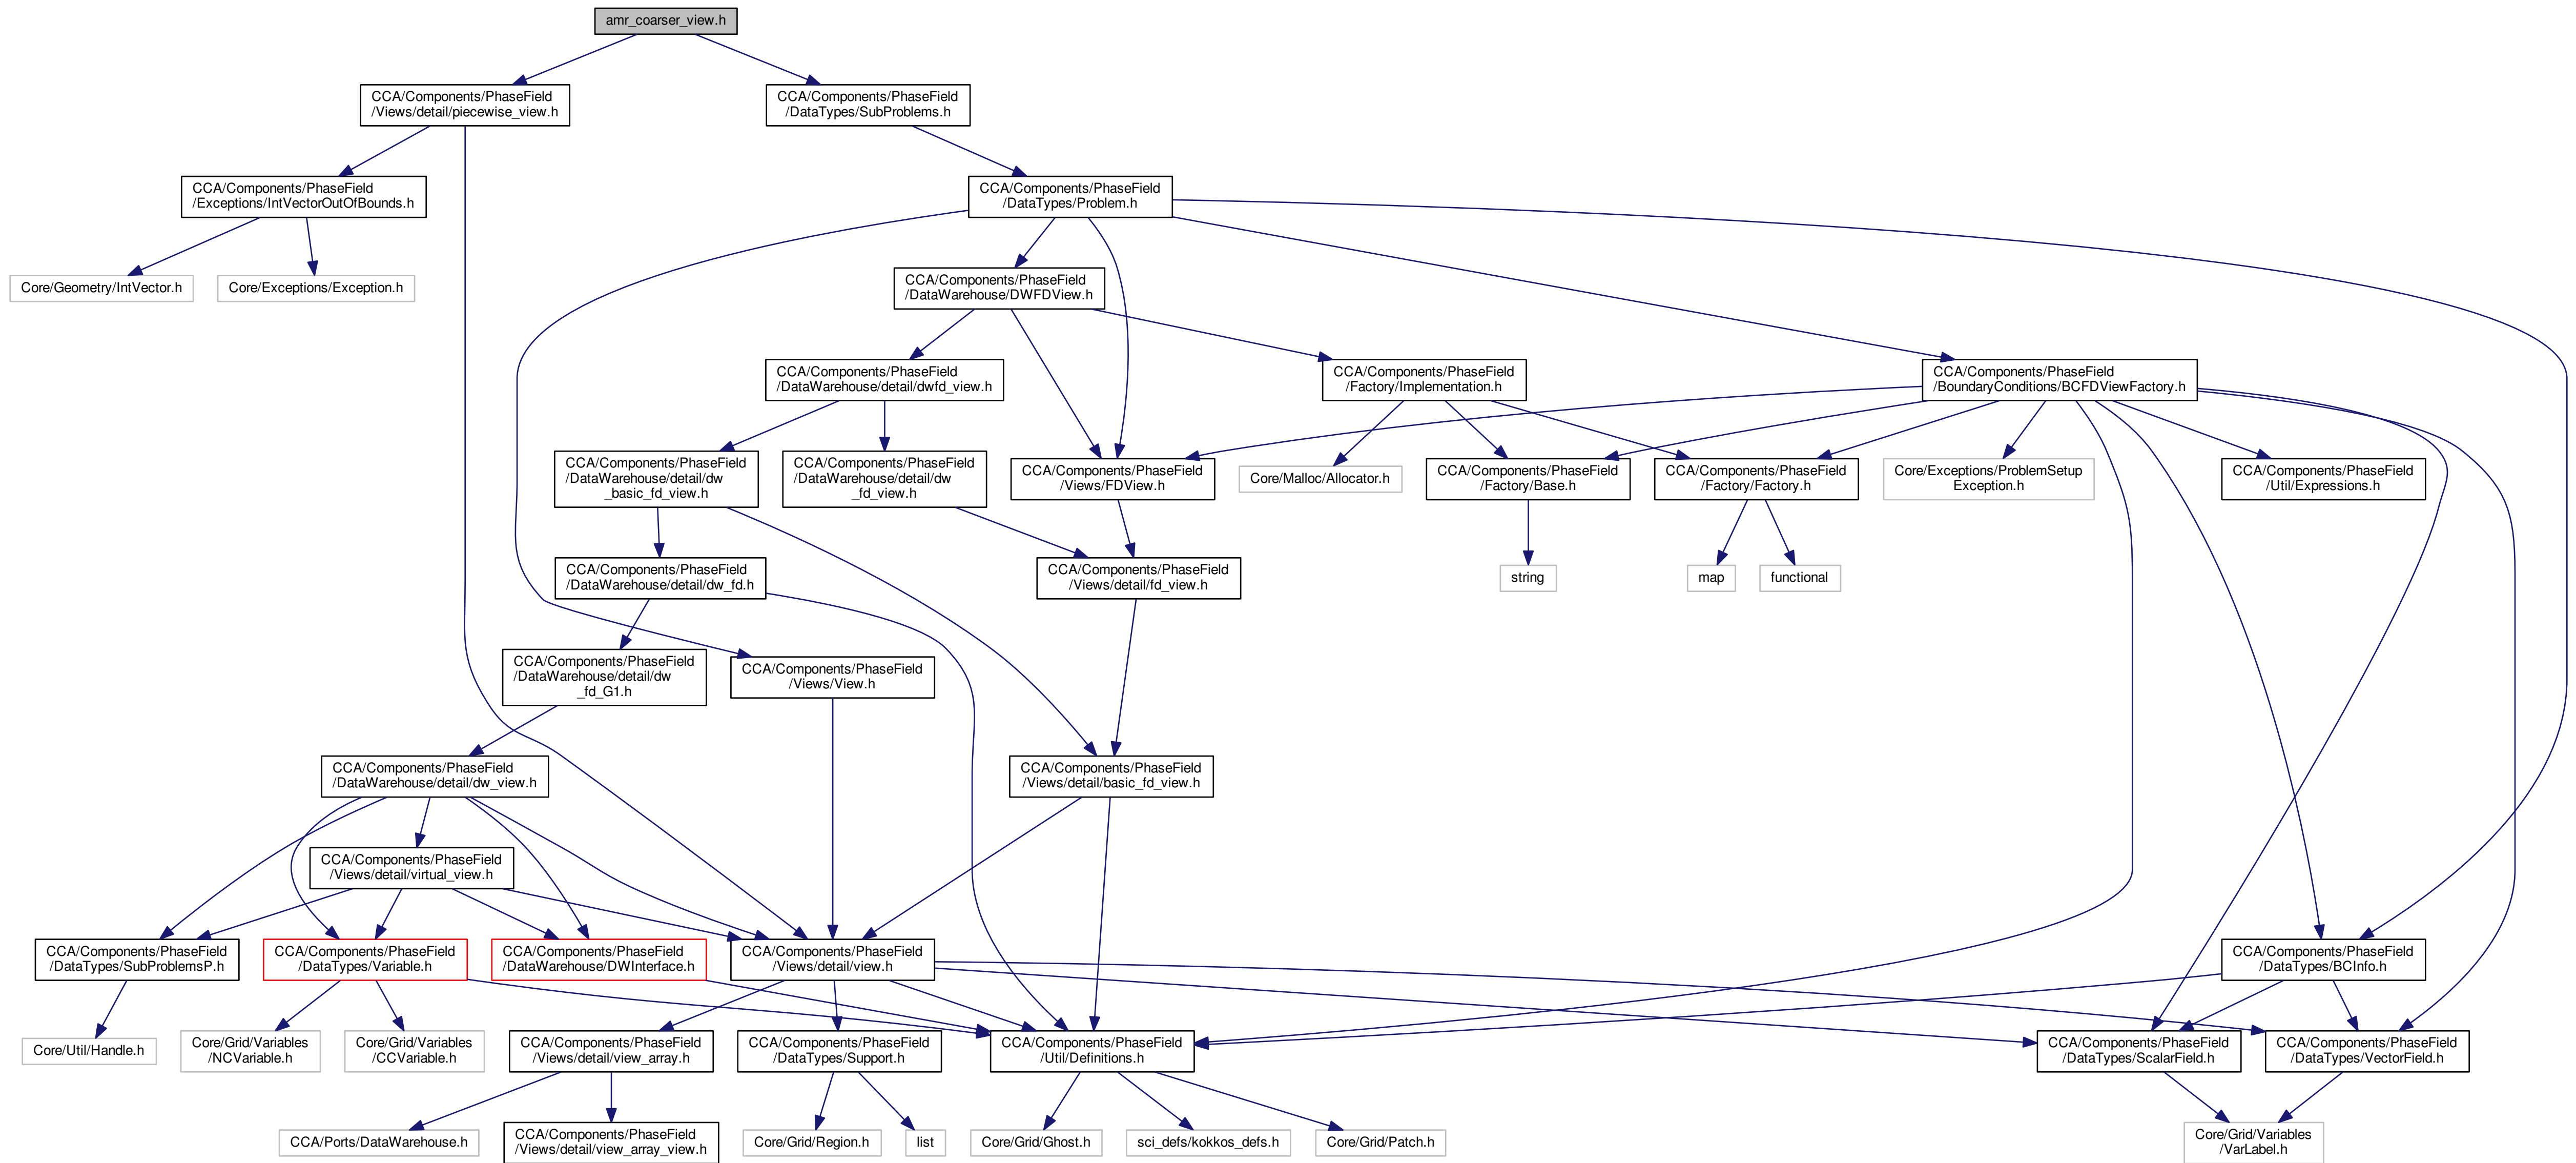 amr_coarser_view.h
CCA/Components/PhaseField
/Views/detail/piecewise_view.h
CCA/Components/PhaseField
/DataTypes/SubProblems.h
CCA/Components/PhaseField
/Exceptions/IntVectorOutOfBounds.h
CCA/Components/PhaseField
/DataTypes/Problem.h
Core/Geometry/IntVector.h
Core/Exceptions/Exception.h
CCA/Components/PhaseField
/DataWarehouse/DWFDView.h
CCA/Components/PhaseField
/DataWarehouse/detail/dwfd_view.h
CCA/Components/PhaseField
/Factory/Implementation.h
CCA/Components/PhaseField
/BoundaryConditions/BCFDViewFactory.h
CCA/Components/PhaseField
/DataWarehouse/detail/dw
_basic_fd_view.h
CCA/Components/PhaseField
/DataWarehouse/detail/dw
_fd_view.h
CCA/Components/PhaseField
/Views/FDView.h
Core/Malloc/Allocator.h
CCA/Components/PhaseField
/Factory/Base.h
CCA/Components/PhaseField
/Factory/Factory.h
Core/Exceptions/ProblemSetup
Exception.h
CCA/Components/PhaseField
/Util/Expressions.h
CCA/Components/PhaseField
/DataWarehouse/detail/dw_fd.h
CCA/Components/PhaseField
/Views/detail/fd_view.h
string
map
functional
CCA/Components/PhaseField
/DataWarehouse/detail/dw
_fd_G1.h
CCA/Components/PhaseField
/Views/View.h
CCA/Components/PhaseField
/DataWarehouse/detail/dw_view.h
CCA/Components/PhaseField
/Views/detail/basic_fd_view.h
CCA/Components/PhaseField
/Views/detail/virtual_view.h
CCA/Components/PhaseField
/DataTypes/SubProblemsP.h
CCA/Components/PhaseField
/DataTypes/Variable.h
CCA/Components/PhaseField
/DataWarehouse/DWInterface.h
CCA/Components/PhaseField
/Views/detail/view.h
CCA/Components/PhaseField
/DataTypes/BCInfo.h
Core/Util/Handle.h
Core/Grid/Variables
/NCVariable.h
Core/Grid/Variables
/CCVariable.h
CCA/Components/PhaseField
/Views/detail/view_array.h
CCA/Components/PhaseField
/DataTypes/Support.h
CCA/Components/PhaseField
/Util/Definitions.h
CCA/Components/PhaseField
/DataTypes/ScalarField.h
CCA/Components/PhaseField
/DataTypes/VectorField.h
CCA/Ports/DataWarehouse.h
CCA/Components/PhaseField
/Views/detail/view_array_view.h
Core/Grid/Region.h
list
Core/Grid/Ghost.h
sci_defs/kokkos_defs.h
Core/Grid/Patch.h
Core/Grid/Variables
/VarLabel.h